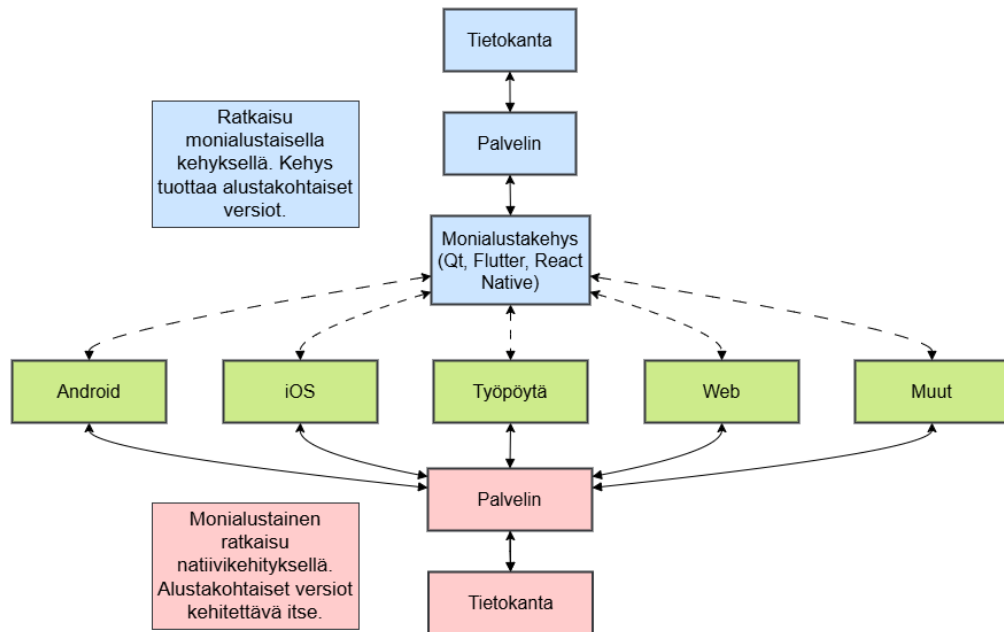 Tietokanta
Ratkaisu
monialustaisella
kehyksellä. Kehys
tuottaa alustakohtaiset
versiot.
Palvelin
Monialustakehys
(Qt, Flutter, React
Native)
Android
iOS
Työpöytä
Web
Muut
Palvelin
Monialustainen
ratkaisu
natiivikehityksellä.
Alustakohtaiset versiot
kehitettävä itse.
Tietokanta